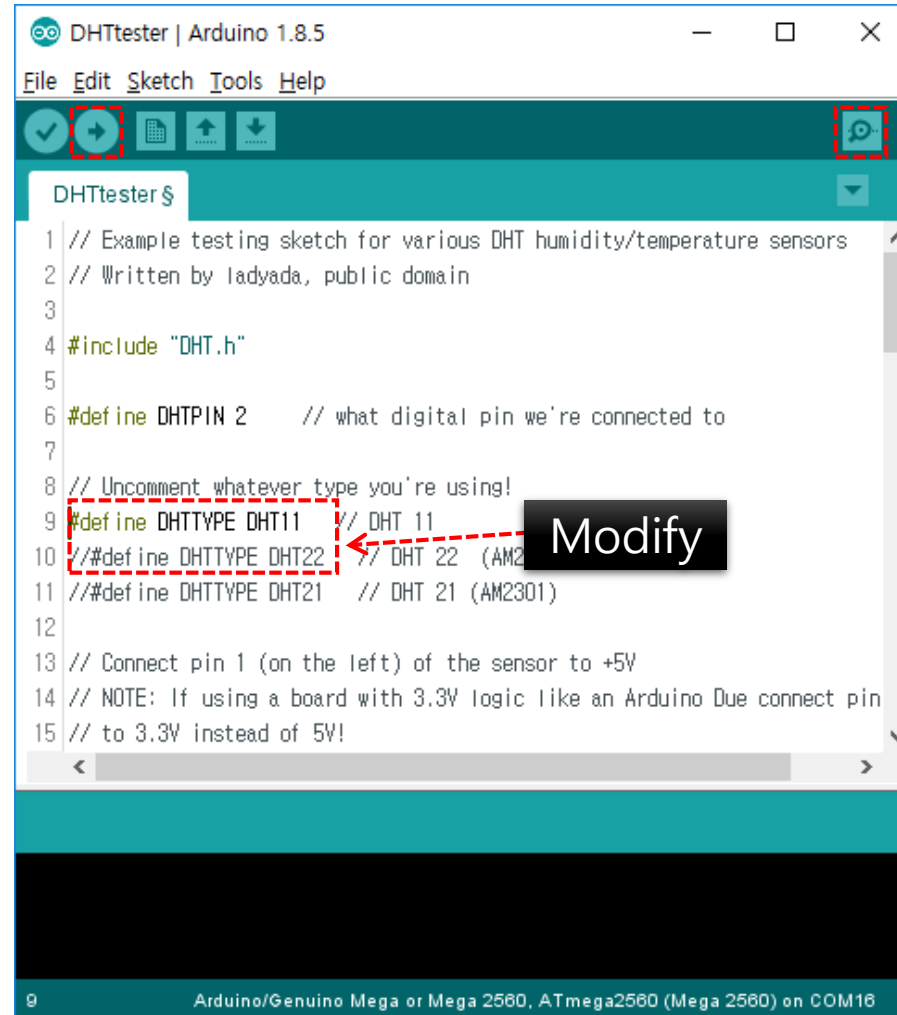 DHTtester | Arduino 1.8.5
File Edit Sketch Tools Help
DHTtester §
1 // Example testing sketch for various DHT humidity/temperature sensors
2 // Written by ladyada, public domain
3
4 #include "DHT.h"
5
6 #define DHTPIN 2 // what digital pin we're connected to
7
8 // Uncomment whatever type you're using!
9 #define DHTTYPE DHT11 // DHT 11
Modify
10 //#define DHTTYPE DHT22 // DHT 22 (AM2
11 //#define DHTTYPE DHT21 // DHT 21 (AM2301)
12
13 // Connect pin 1 (on the left) of the sensor to +5V
14 // NOTE: If using a board with 3.3V logic like an Arduino Due connect pin
15 // to 3.3V instead of 5V!
9 Arduino/Genuino Mega or Mega 2560, ATmega2560 (Mega 2560) on COM16